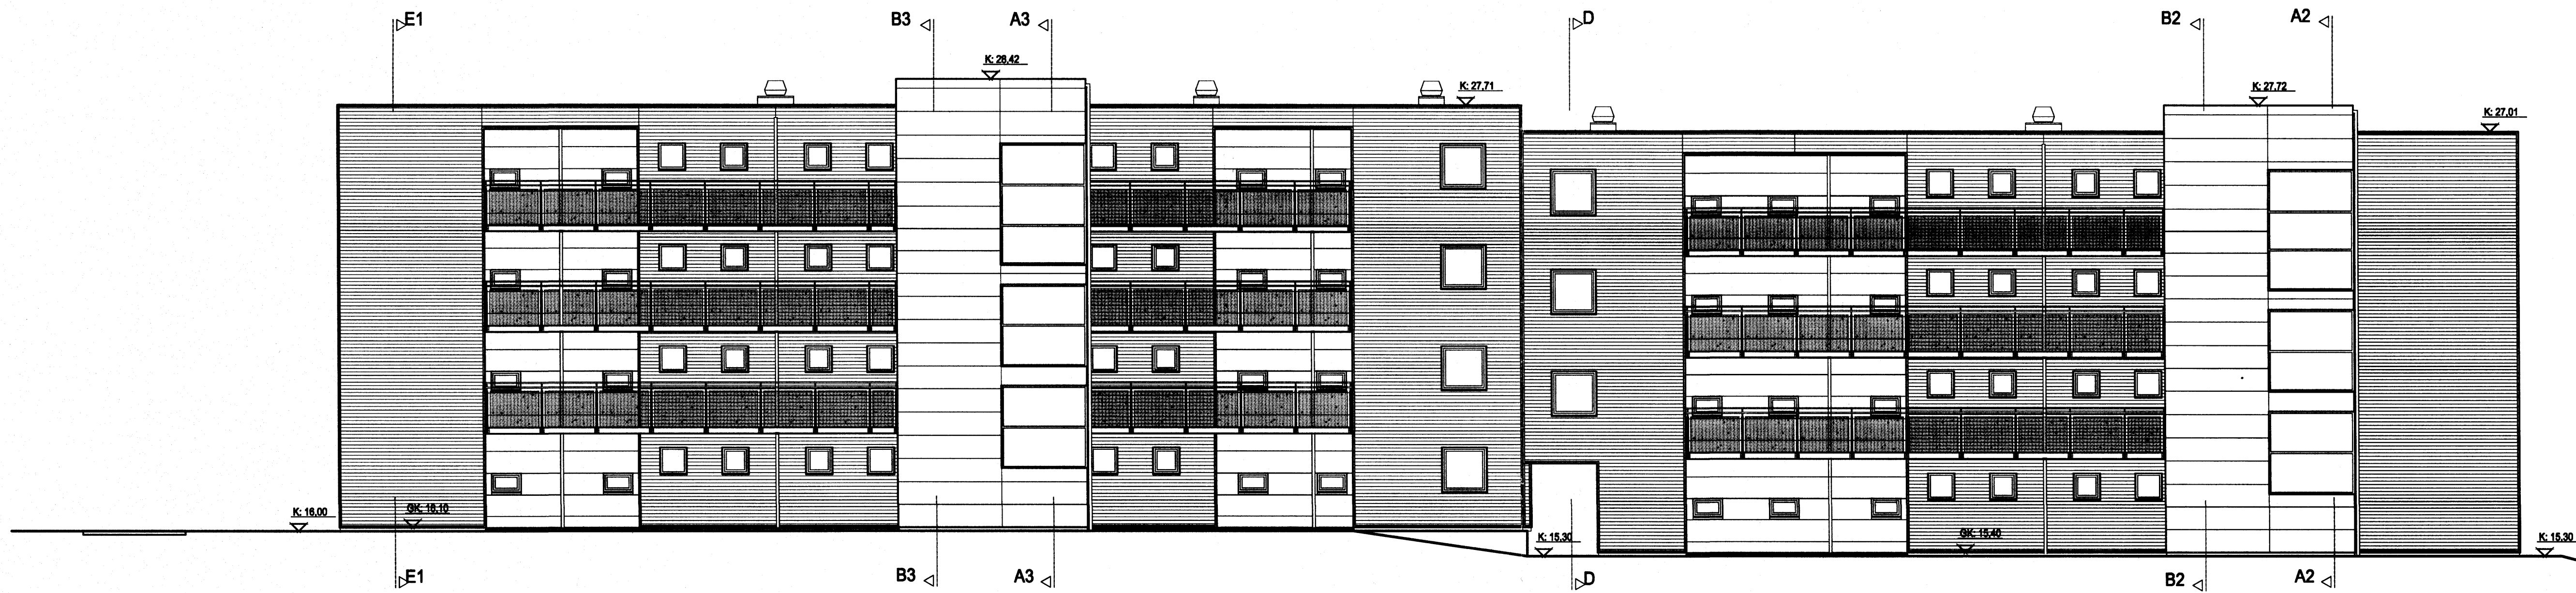 E1
B3
A3
D
B2
A2
K: 28,42
K: 27,71
K: 27,72
K: 27,01
K: 16,00
GK: 16,10
K: 15,30
GK: 15,40
K: 15,30
E1
B3
A3
D
B2
A2